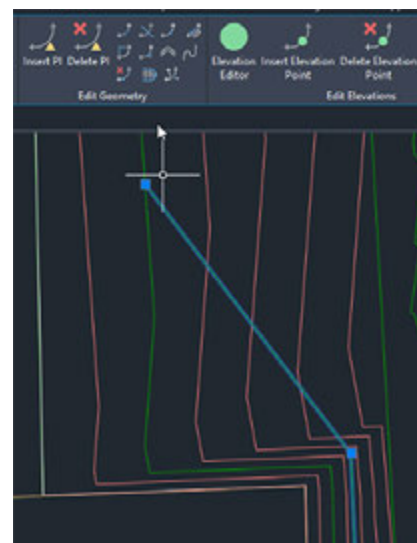 Insert PI Delete PI Elevation Editor Insert Elevation Point Delete Elevation Point
Edit Geometry Edit Elevations